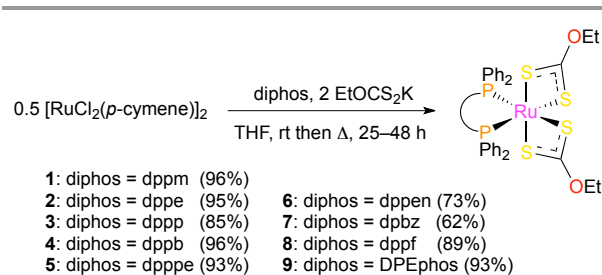 0.5 [RuCl2(p-cymene)]2
diphos, 2 EtOCS2K
THF, rt then Δ, 25–48 h
OEt
S
Ph2
P
S
Ru
P
S
Ph2
S
OEt
1: diphos = dppm (96%)
2: diphos = dppe (95%)
3: diphos = dppp (85%)
4: diphos = dppb (96%)
5: diphos = dpppe (93%)
6: diphos = dppen (73%)
7: diphos = dpbz (62%)
8: diphos = dppf (89%)
9: diphos = DPEphos (93%)